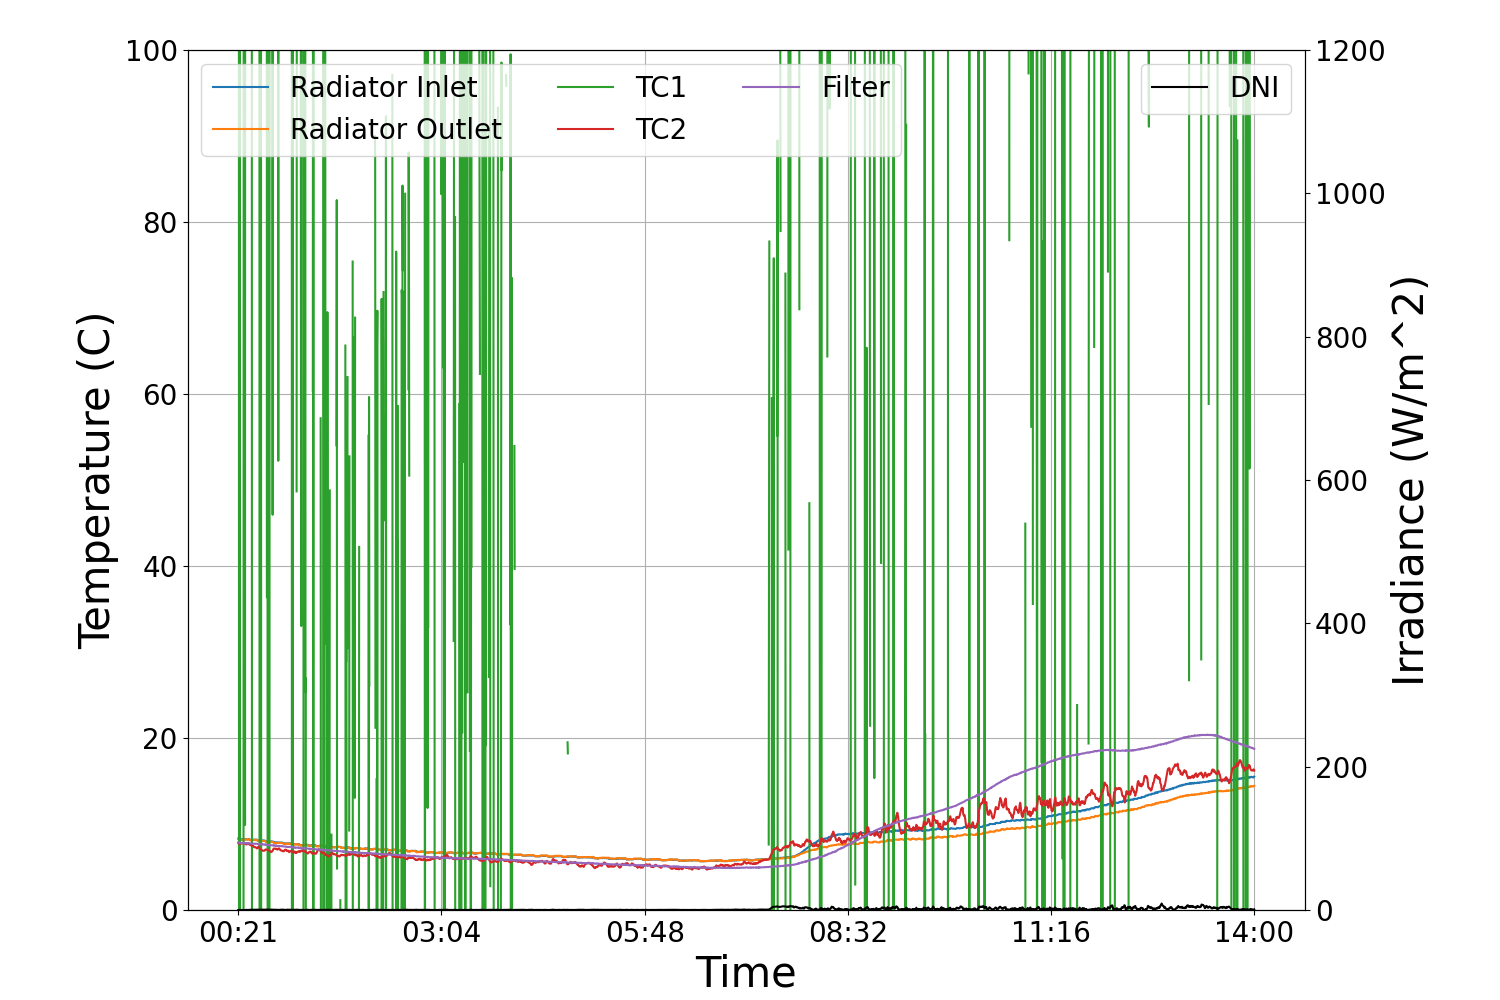 100
80
60
40
20
0
Temperature (C)
Radiator Inlet
Radiator Outlet
TC1
TC2
Filter
DNI
1200
1000
800
600
400
200
0
Irradiance (W/m^2)
00:21
03:04
05:48
08:32
11:16
14:00
Time